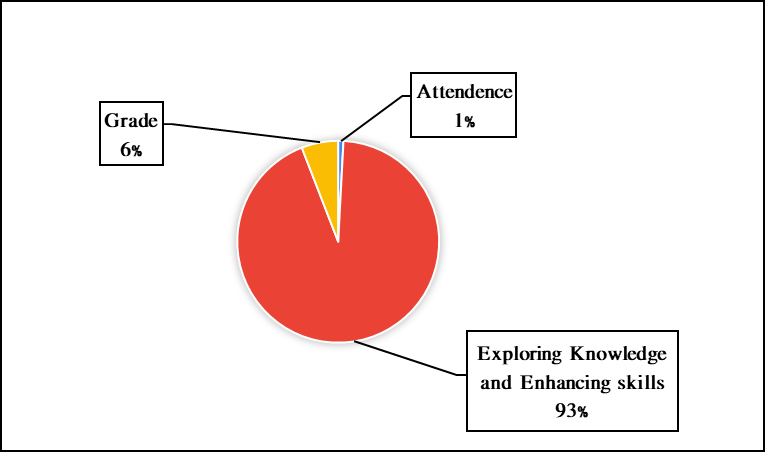 Attendence
1%
Grade
6%
Exploring Knowledge
and Enhancing skills
93%